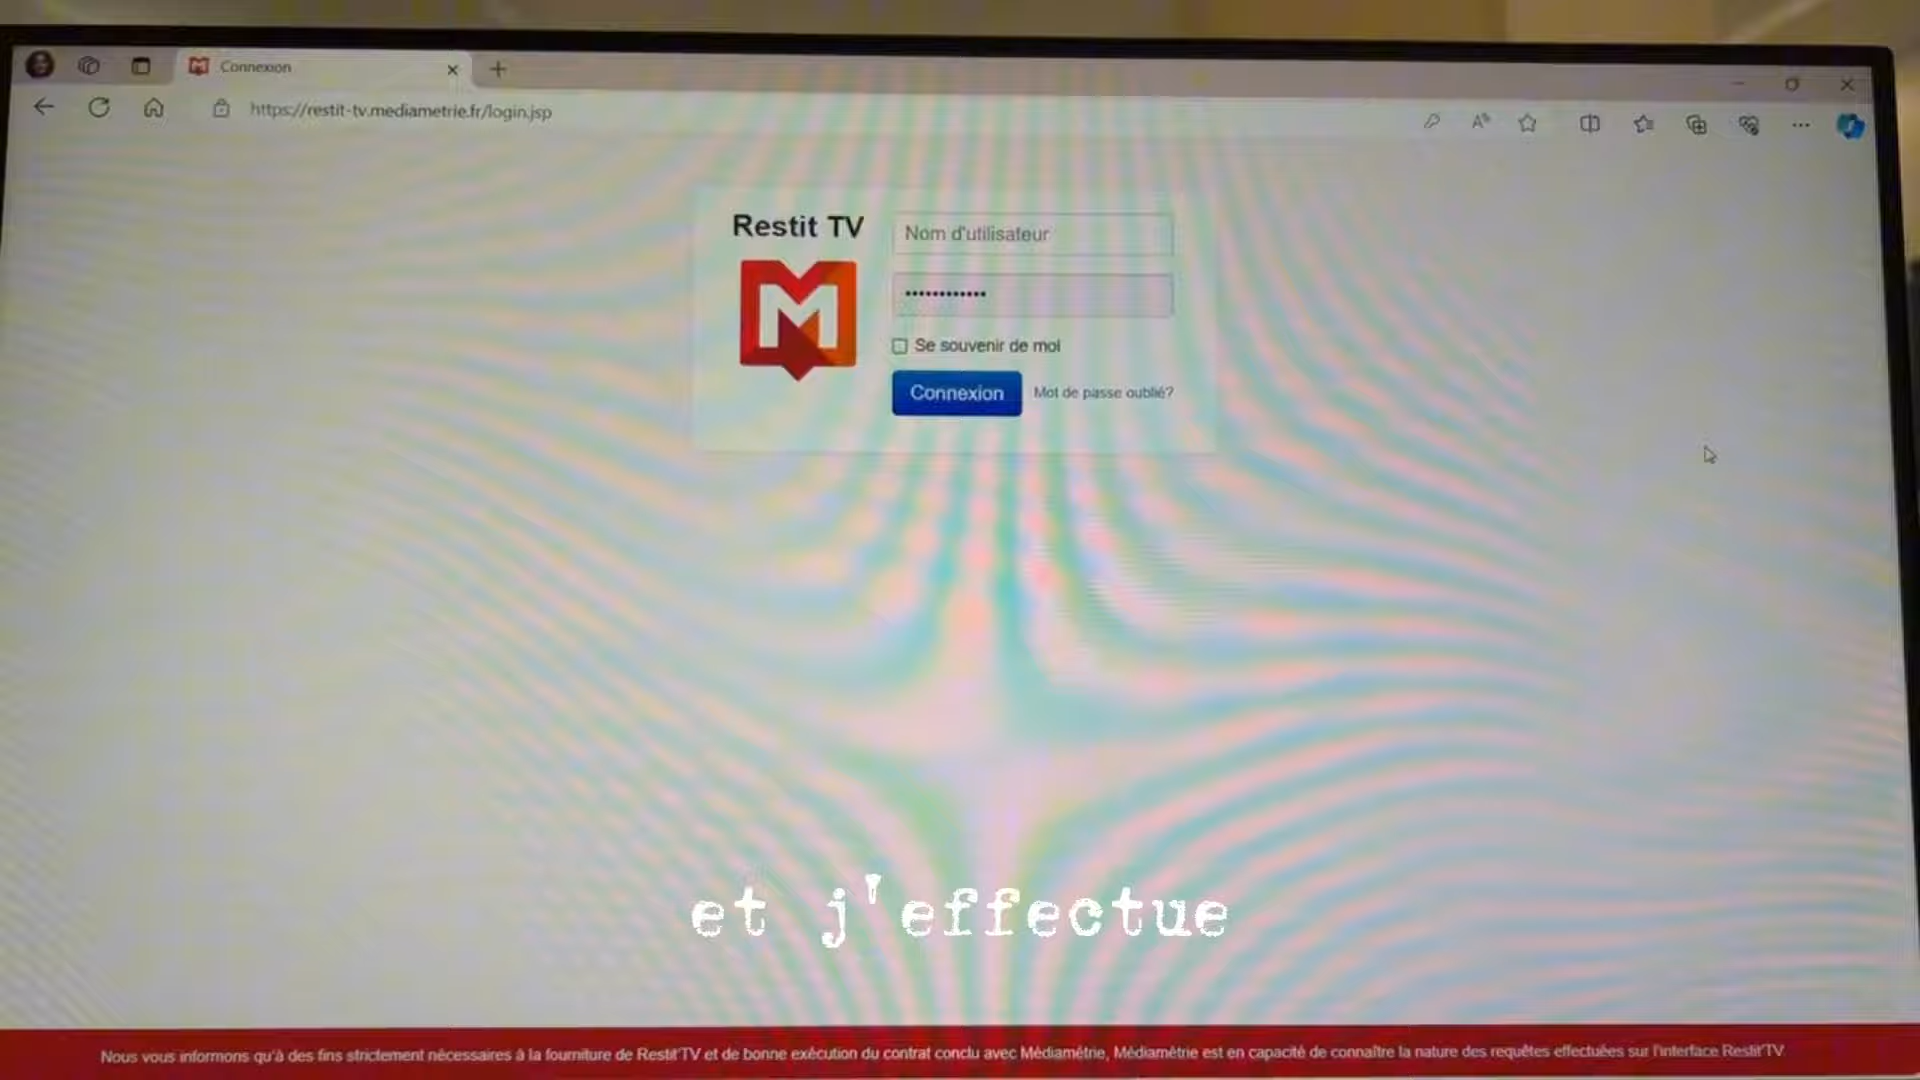 Connexion
https://restit-tv.mediametrie.fr/login.jsp
Restit TV
Nom d'utilisateur
••••••••••••
Se souvenir de moi
Connexion
Mot de passe oublié?
et j'effectue
Nous vous informons qu'à des fins strictement nécessaires à la fourniture de Restit'TV et de bonne exécution du contrat conclu avec Médiamétrie, Médiamétrie est en capacité de connaître la nature des requêtes effectuées sur l'interface Restit'TV.